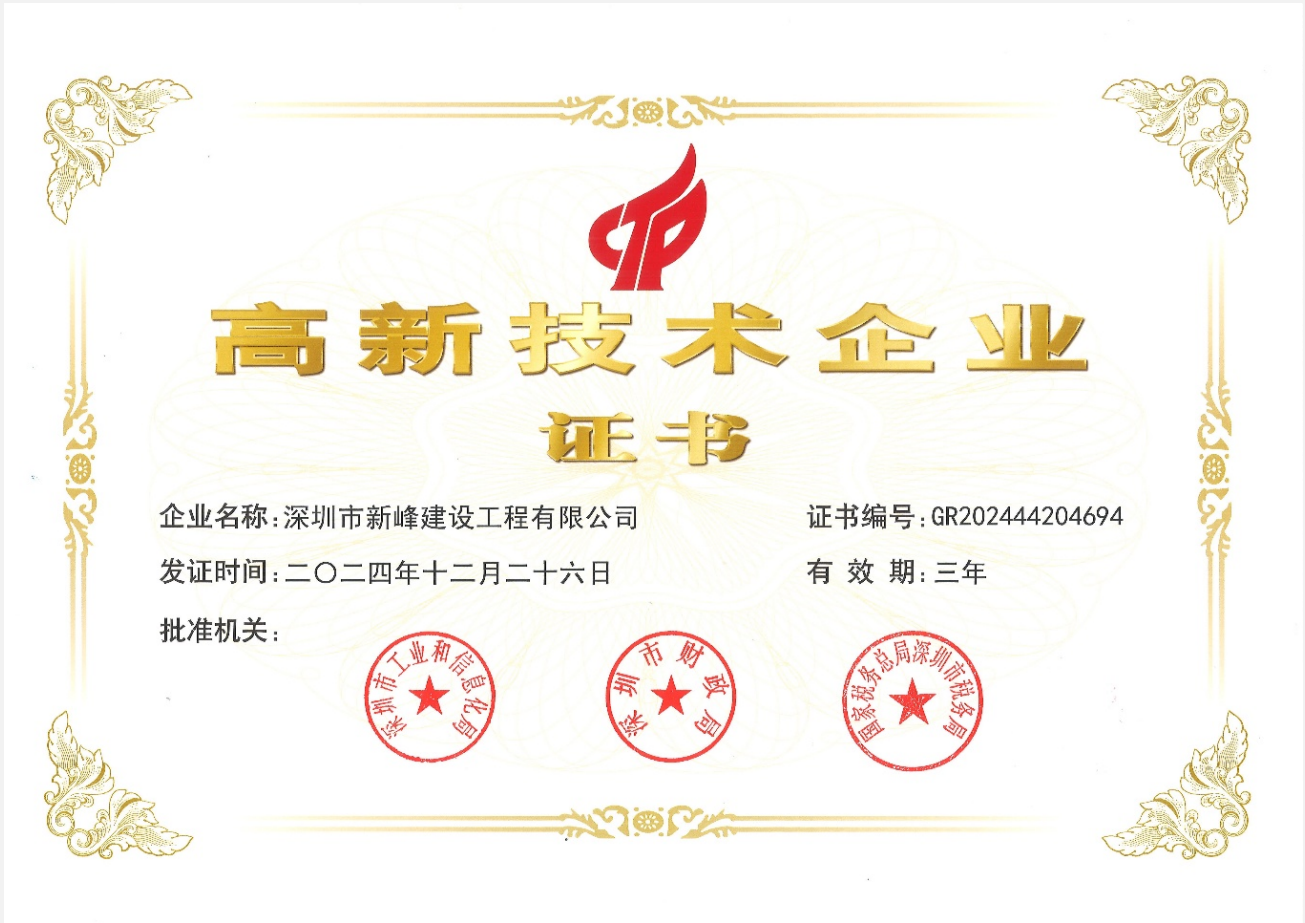 高新技术企业
证书
企业名称:深圳市新峰建设工程有限公司
证书编号:GR202444204694
发证时间:二〇二四年十二月二十六日
有 效 期:三年
批准机关:
深圳市工业和信息化局
深圳市财政局
国家税务总局深圳市税务局